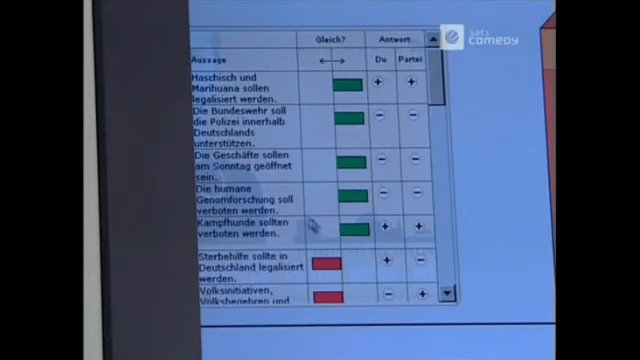 sat1
comedy
Gleich?
Antwort...
Aussage
Du
Partei
Haschisch und
Marihuana sollen
legalisiert werden.
Die Bundeswehr soll
die Polizei innerhalb
Deutschlands
unterstützen.
Die Geschäfte sollen
am Sonntag geöffnet
sein.
Die humane
Genomforschung soll
verboten werden.
Kampfhunde sollten
verboten werden.
Sterbehilfe sollte in
Deutschland legalisiert
werden.
Volksinitiativen,
Volksbegehren und